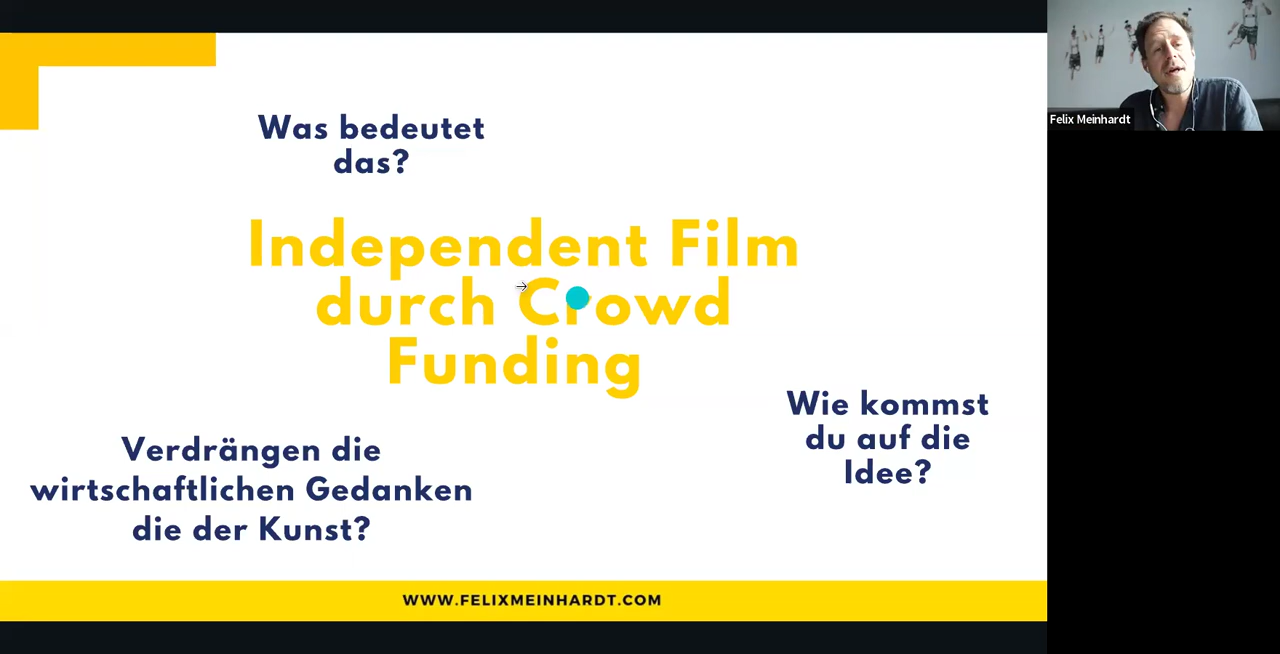 Felix Meinhardt
Was bedeutet
das?
Independent Film
durch Crowd
Funding
Wie kommst
du auf die
Idee?
Verdrängen die
wirtschaftlichen Gedanken
die der Kunst?
WWW.FELIXMEINHARDT.COM